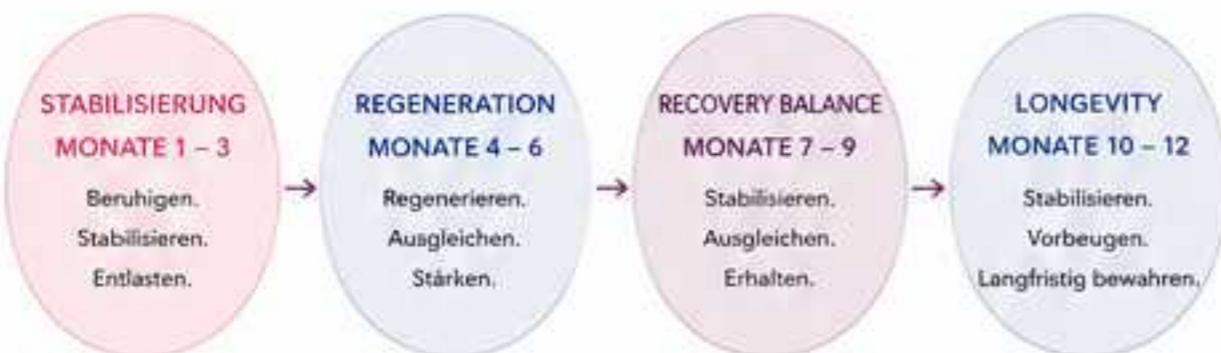 STABILISIERUNG
MONATE 1 – 3
Beruhigen.
Stabilisieren.
Entlasten.
REGENERATION
MONATE 4 – 6
Regenerieren.
Ausgleichen.
Stärken.
RECOVERY BALANCE
MONATE 7 – 9
Stabilisieren.
Ausgleichen.
Erhalten.
LONGEVITY
MONATE 10 – 12
Stabilisieren.
Vorbeugen.
Langfristig bewahren.